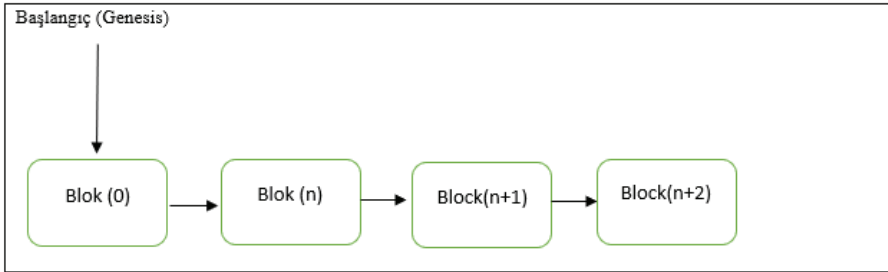 Başlangıç (Genesis)
Blok (0)
Blok (n)
Block(n+1)
Block(n+2)